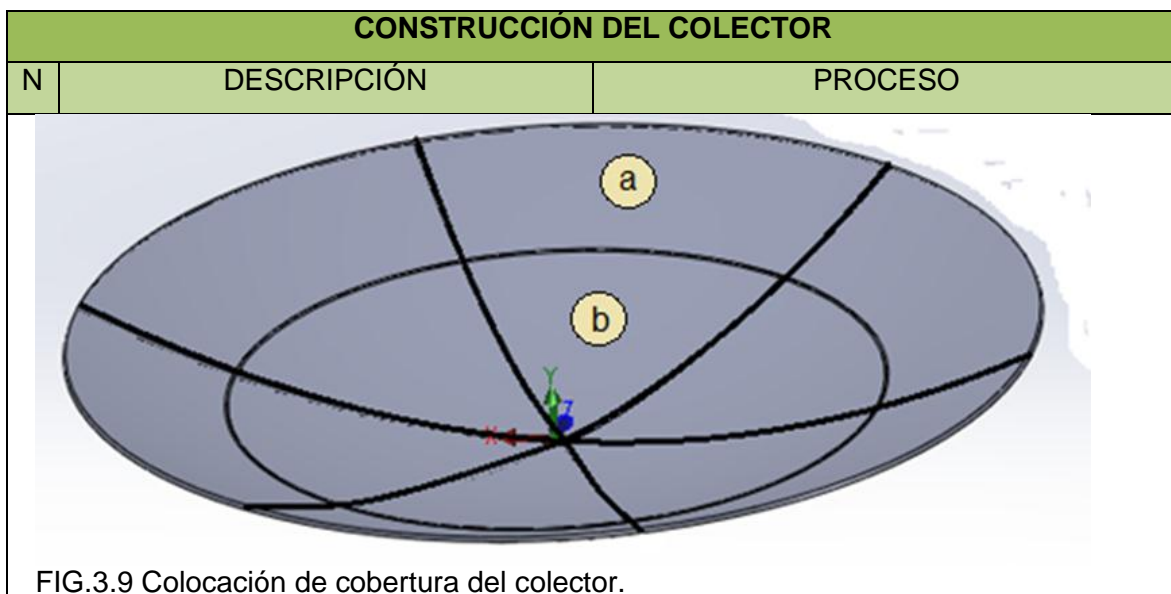 CONSTRUCCIÓN DEL COLECTOR
N DESCRIPCIÓN PROCESO
a
b
Y
Z
X
FIG.3.9 Colocación de cobertura del colector.